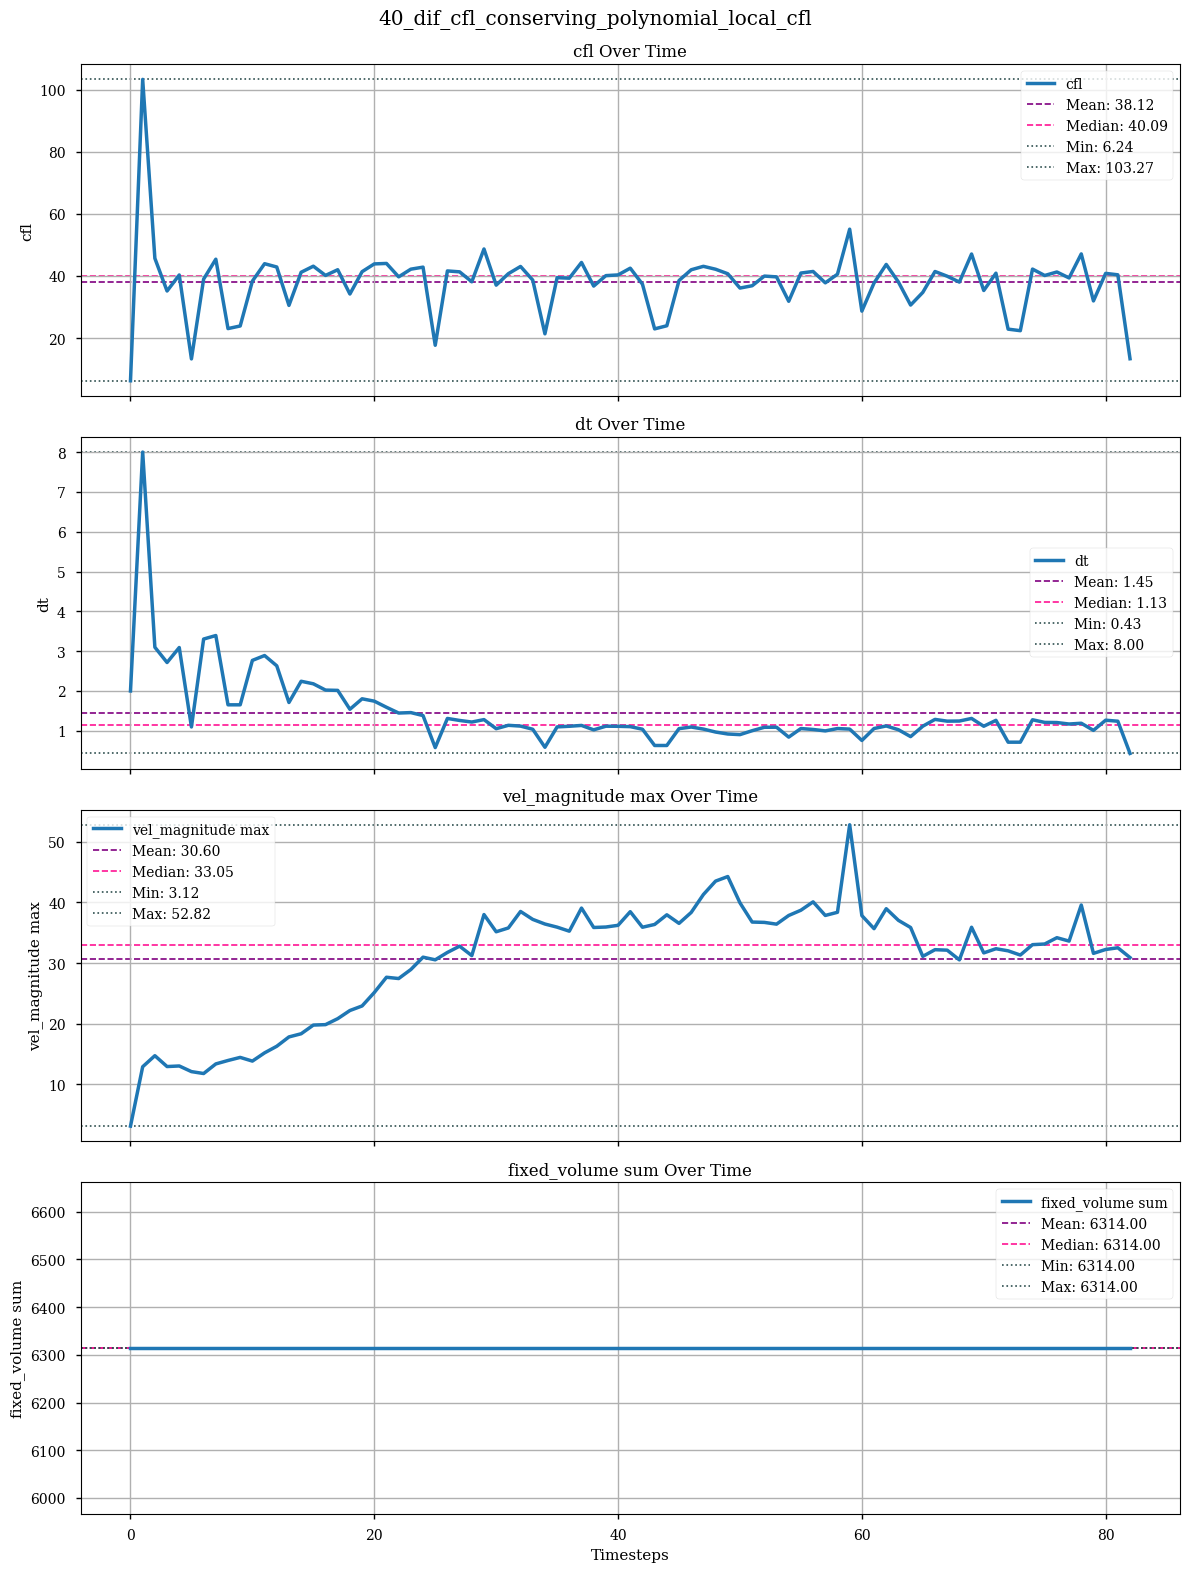 40_dif_cfl_conserving_polynomial_local_cfl
cfl Over Time
100
80
60
40
20
cfl
cfl
Mean: 38.12
Median: 40.09
Min: 6.24
Max: 103.27
dt Over Time
8
7
6
5
4
3
2
1
dt
dt
Mean: 1.45
Median: 1.13
Min: 0.43
Max: 8.00
vel_magnitude max Over Time
50
40
30
20
10
vel_magnitude max
vel_magnitude max
Mean: 30.60
Median: 33.05
Min: 3.12
Max: 52.82
fixed_volume sum Over Time
6600
6500
6400
6300
6200
6100
6000
fixed_volume sum
fixed_volume sum
Mean: 6314.00
Median: 6314.00
Min: 6314.00
Max: 6314.00
0 20 40 60 80
Timesteps